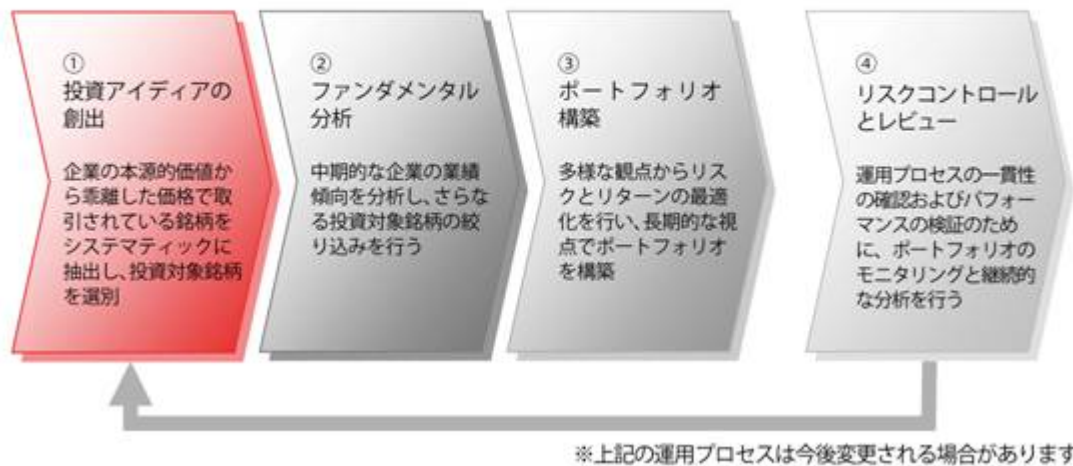 ①
投資アイディアの
創出
企業の本源的価値か
ら乖離した価格で取
引されている銘柄を
システマティックに
抽出し、投資対象銘柄
を選別
②
ファンダメンタル
分析
中期的な企業の業績
傾向を分析し、さらな
る投資対象銘柄の絞
り込みを行う
③
ポートフォリオ
構築
多様な観点からリス
クとリターンの最適
化を行い、長期的な視
点でポートフォリオ
を構築
④
リスクコントロール
とレビュー
運用プロセスの一貫性
の確認およびパフォー
マンスの検証のため
に、ポートフォリオの
モニタリングと継続的
な分析を行う
※上記の運用プロセスは今後変更される場合があります